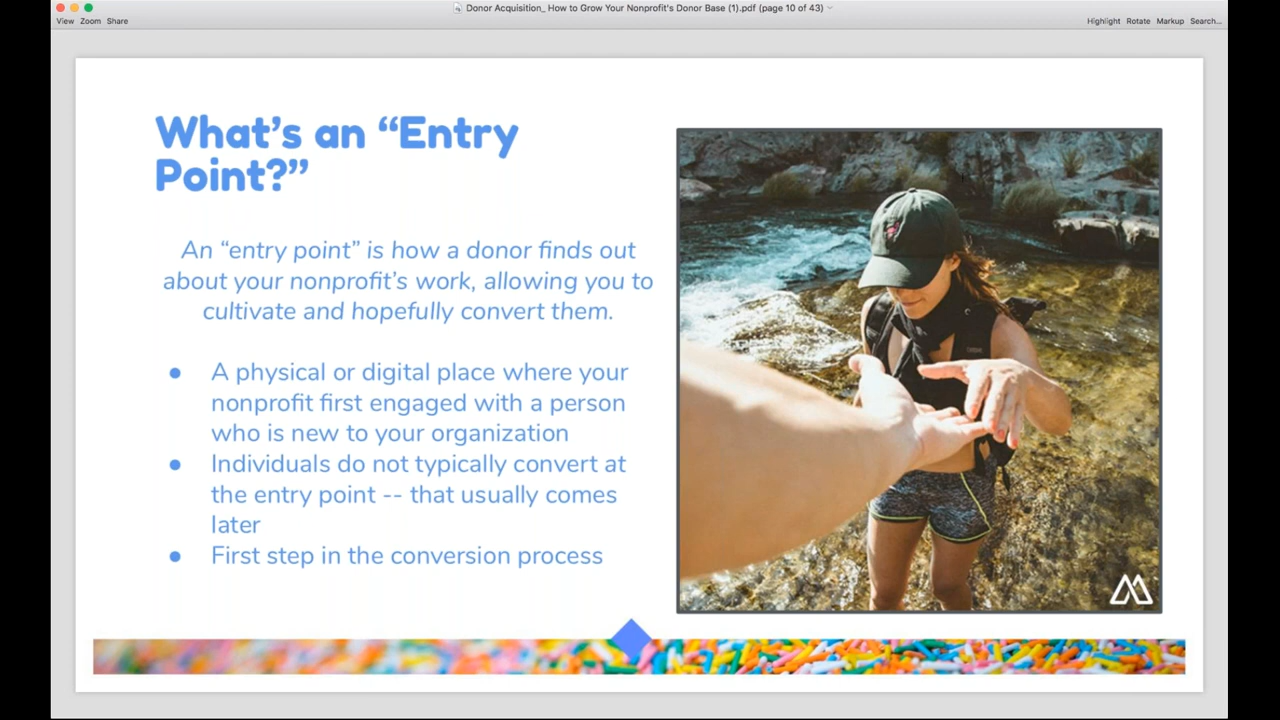 Donor Acquisition_ How to Grow Your Nonprofit's Donor Base (1).pdf (page 10 of 43)
View Zoom Share
Highlight Rotate Markup Search...
What's an “Entry
Point?”
An “entry point” is how a donor finds out
about your nonprofit's work, allowing you to
cultivate and hopefully convert them.
● A physical or digital place where your
nonprofit first engaged with a person
who is new to your organization
● Individuals do not typically convert at
the entry point -- that usually comes
later
● First step in the conversion process